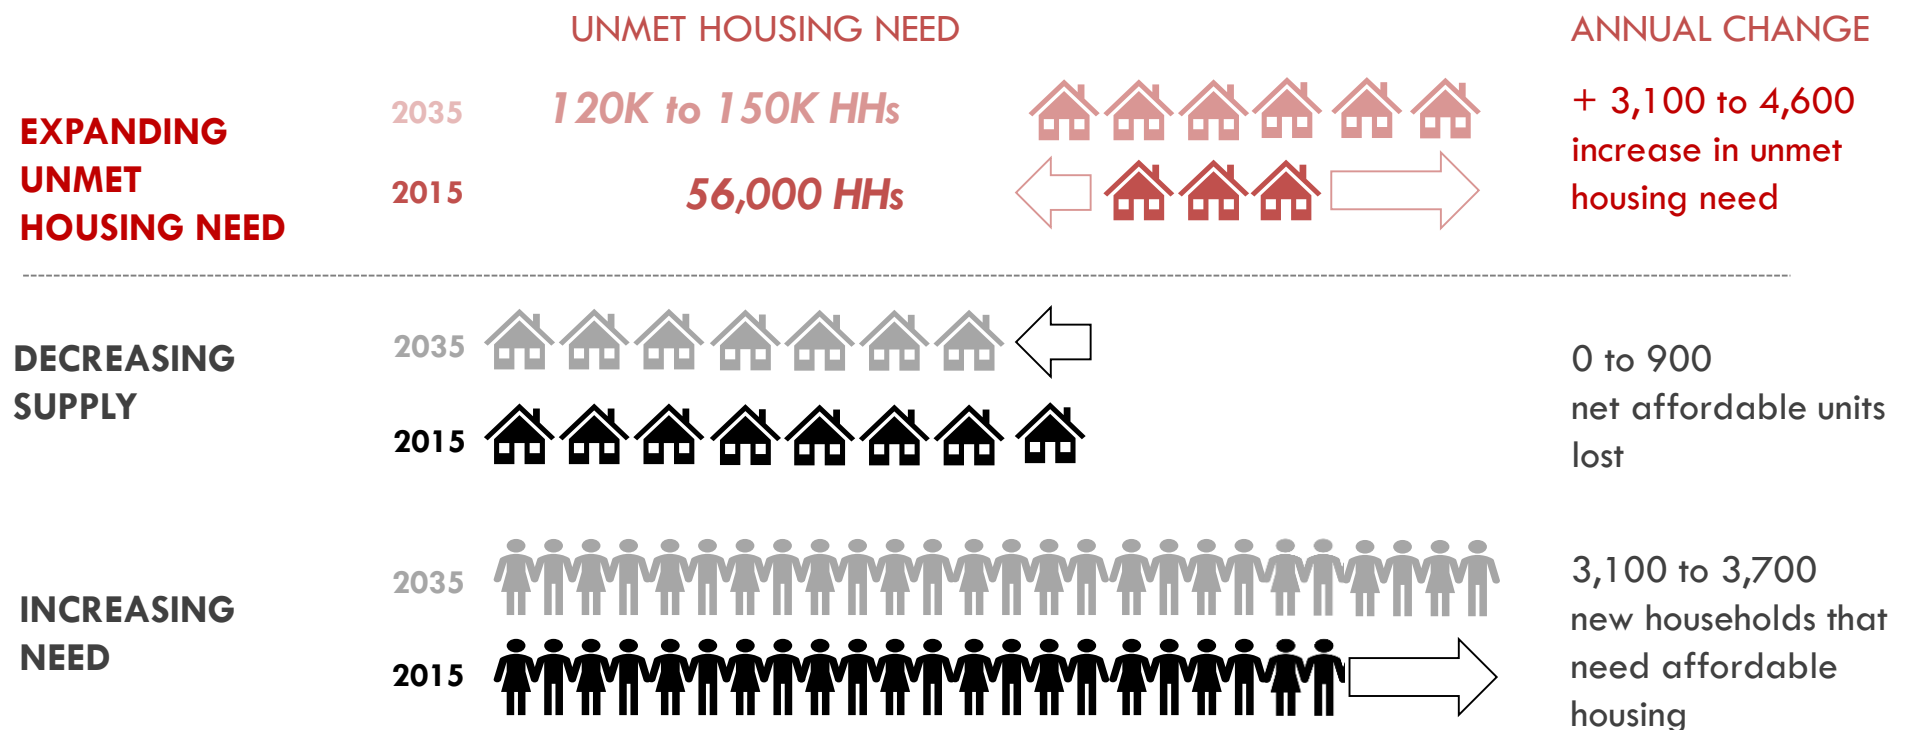 UNMET HOUSING NEED
ANNUAL CHANGE
EXPANDING
UNMET
HOUSING NEED
2035
120K to 150K HHs
2015
56,000 HHs
+ 3,100 to 4,600
increase in unmet
housing need
DECREASING
SUPPLY
2035
2015
0 to 900
net affordable units
lost
INCREASING
NEED
2035
2015
3,100 to 3,700
new households that
need affordable
housing